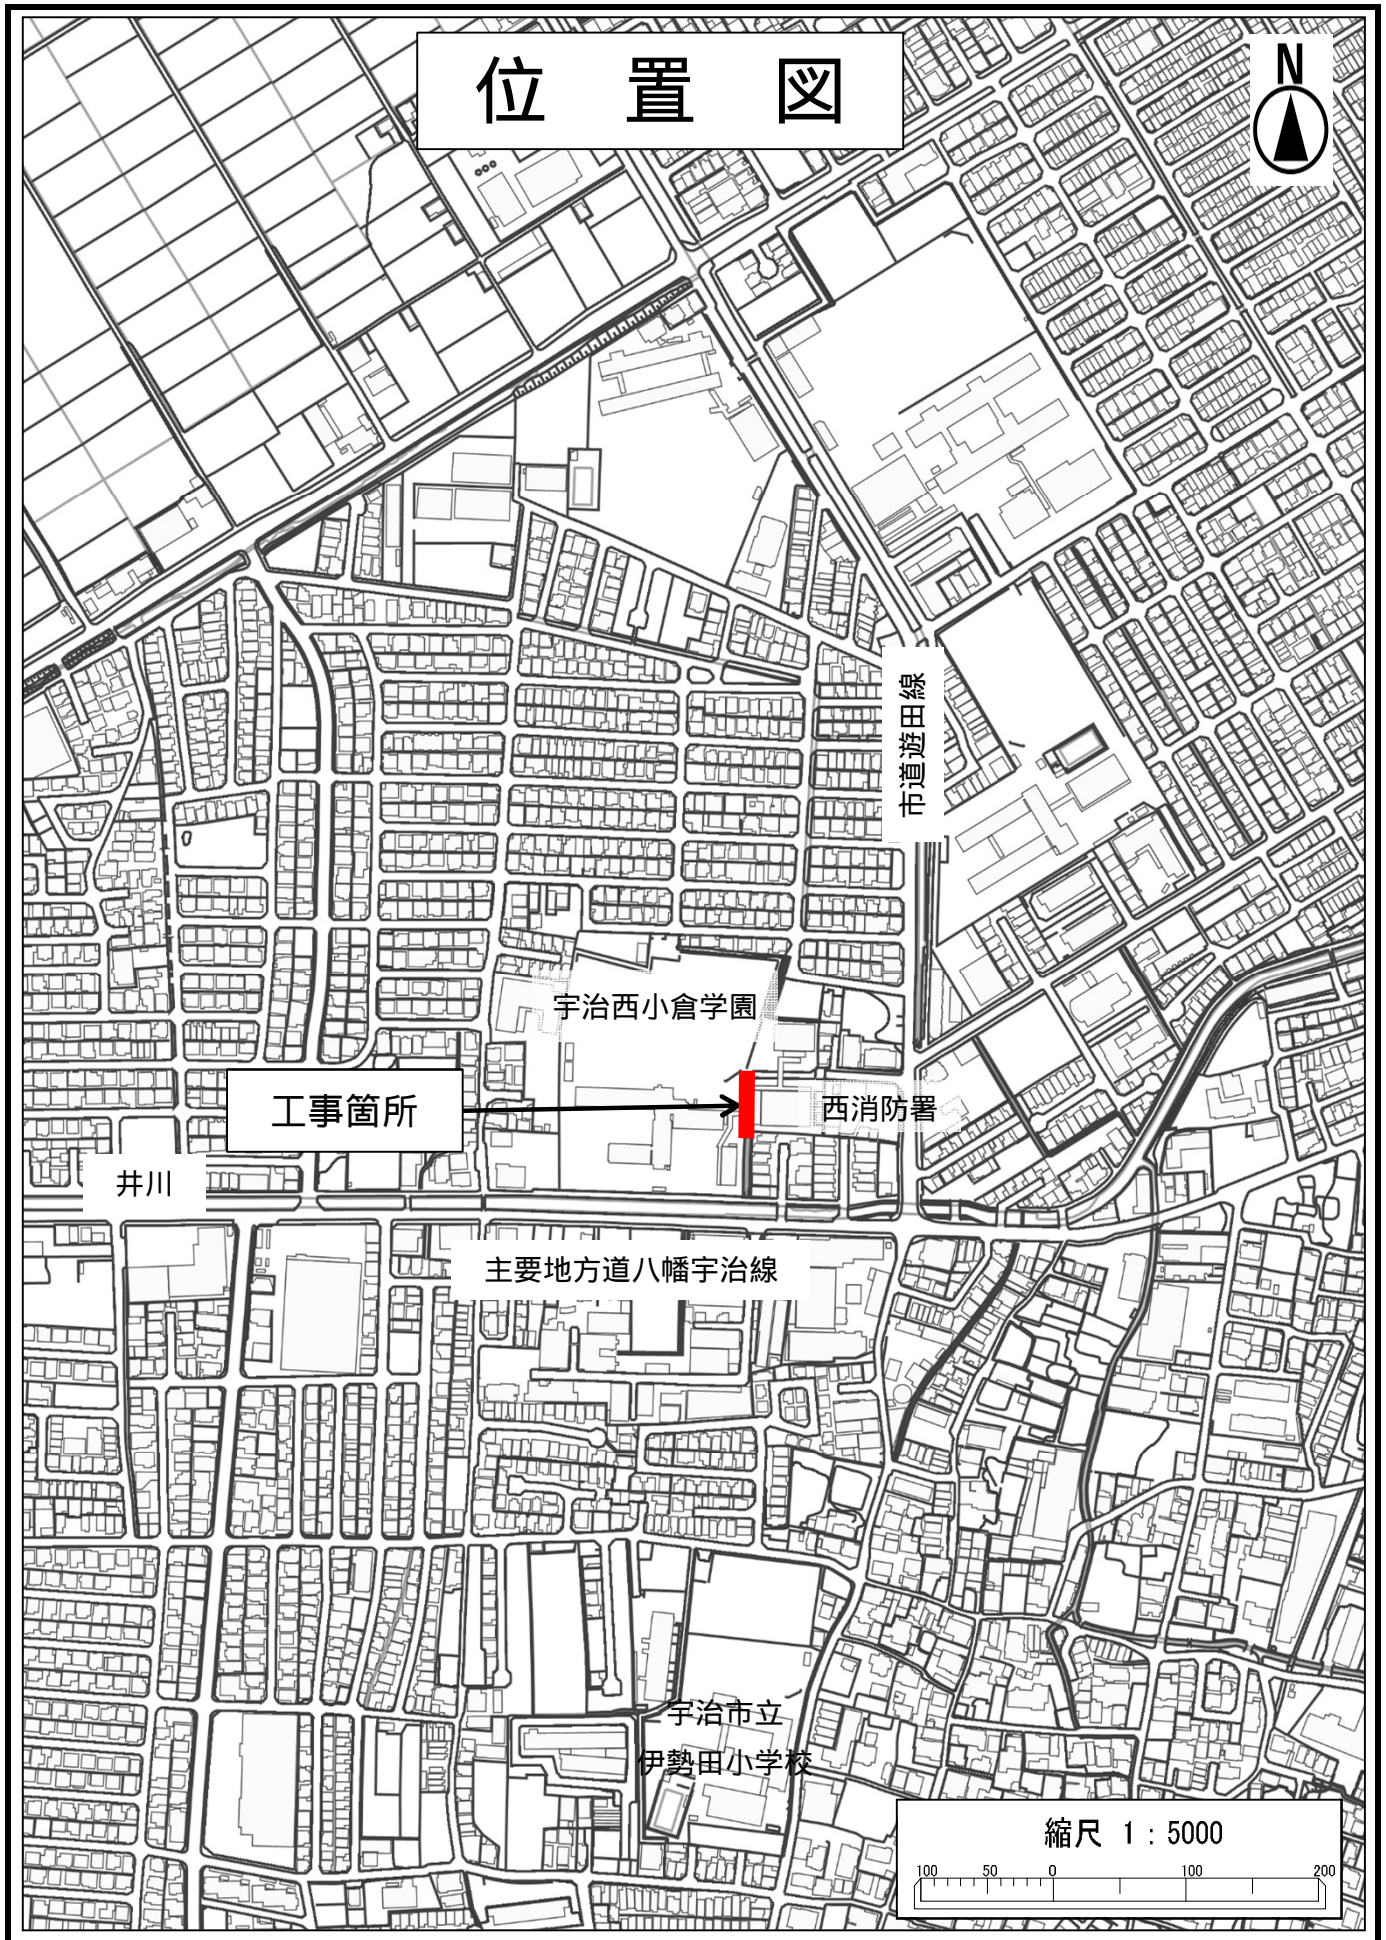 位置図
N
市道遊田線
宇治西小倉学園
工事箇所
西消防署
井川
主要地方道八幡宇治線
宇治市立
伊勢田小学校
縮尺 1:5000
100 50 0 100 200